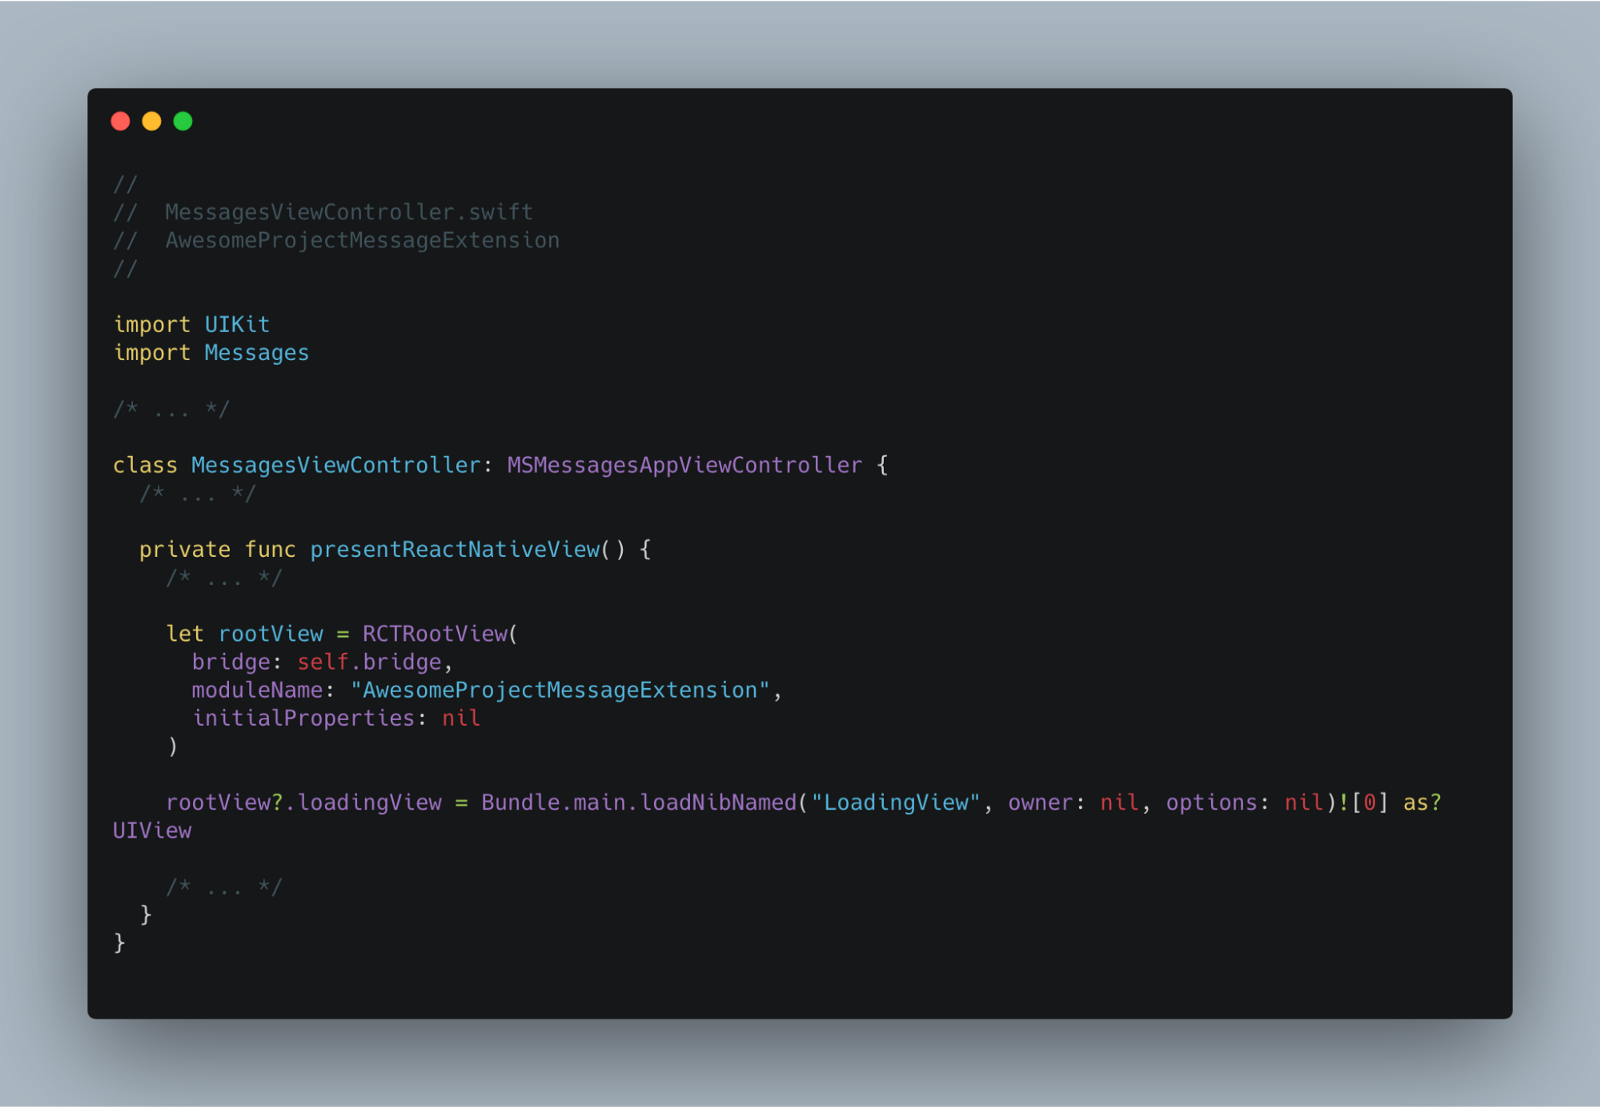 //
//  MessagesViewController.swift
//  AwesomeProjectMessageExtension
//
import UIKit
import Messages
/* ... */
class MessagesViewController: MSMessagesAppViewController {
  /* ... */
  private func presentReactNativeView() {
    /* ... */
    let rootView = RCTRootView(
      bridge: self.bridge,
      moduleName: "AwesomeProjectMessageExtension",
      initialProperties: nil
    )
    rootView?.loadingView = Bundle.main.loadNibNamed("LoadingView", owner: nil, options: nil)![0] as?
UIView
    /* ... */
  }
}